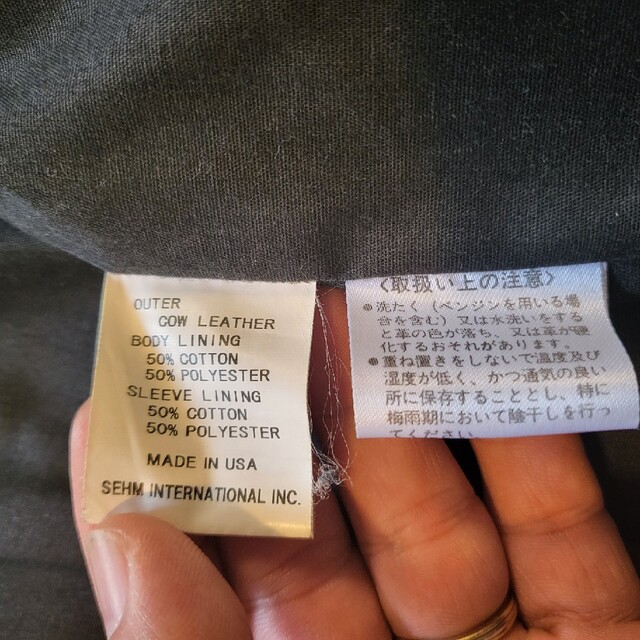 OUTER
COW LEATHER
BODY LINING
50% COTTON
50% POLYESTER
SLEEVE LINING
50% COTTON
50% POLYESTER
MADE IN USA
SEHM INTERNATIONAL INC.
〈取扱い上の注意〉
●洗たく(ベンジンを用いる場
合を含む)又は水洗いをする
と革の色が落ち、又は革が硬
化するおそれがあります。
●重ね置きをしないで温度及び
湿度が低く、かつ通気の良い
所に保存することとし、特に
梅雨期において陰干しを行っ
てください。